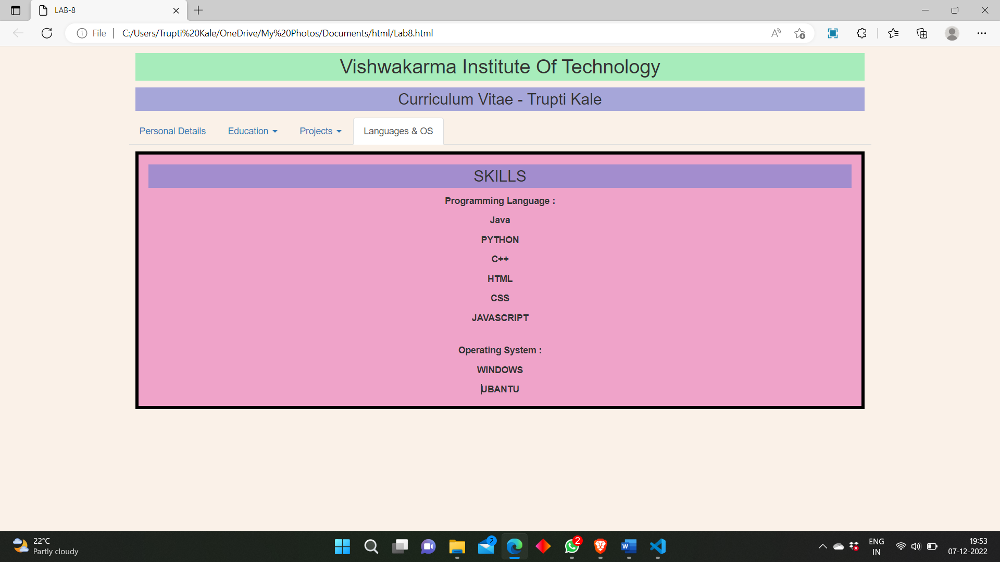 LAB-8
File
C:/Users/Trupti%20Kale/OneDrive/My%20Photos/Documents/html/Lab8.html
Vishwakarma Institute Of Technology
Curriculum Vitae - Trupti Kale
Personal Details
Education
Projects
Languages & OS
SKILLS
Programming Language :
Java
PYTHON
C++
HTML
CSS
JAVASCRIPT
Operating System :
WINDOWS
UBANTU
22°C
Partly cloudy
2
2
W
ENG
IN
19:53
07-12-2022